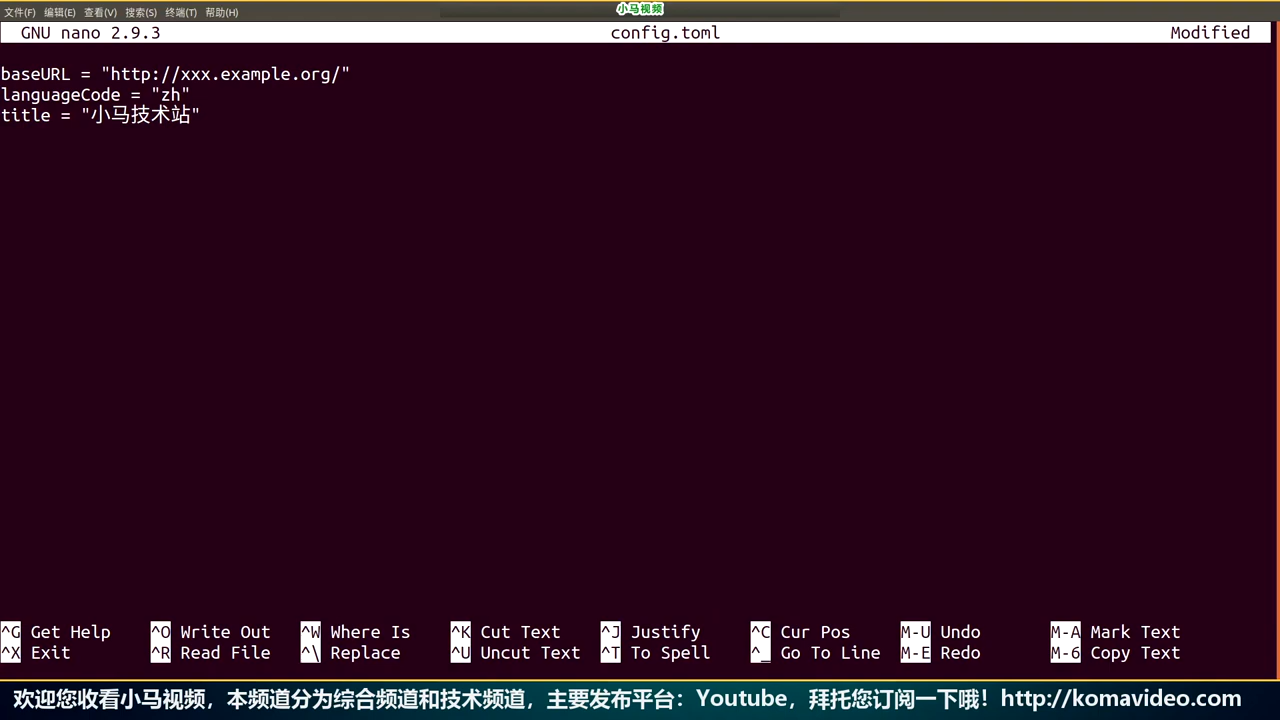 小马视频
文件(F) 编辑(E) 查看(V) 搜索(S) 终端(T) 帮助(H)
GNU nano 2.9.3 config.toml Modified
baseURL = "http://xxx.example.org/"
languageCode = "zh"
title = "小马技术站"
^G Get Help ^O Write Out ^W Where Is ^K Cut Text ^J Justify ^C Cur Pos M-U Undo M-A Mark Text
^X Exit ^R Read File ^\ Replace ^U Uncut Text ^T To Spell ^_ Go To Line M-E Redo M-6 Copy Text
欢迎您收看小马视频，本频道分为综合频道和技术频道，主要发布平台：Youtube，拜托您订阅一下哦！http://komavideo.com